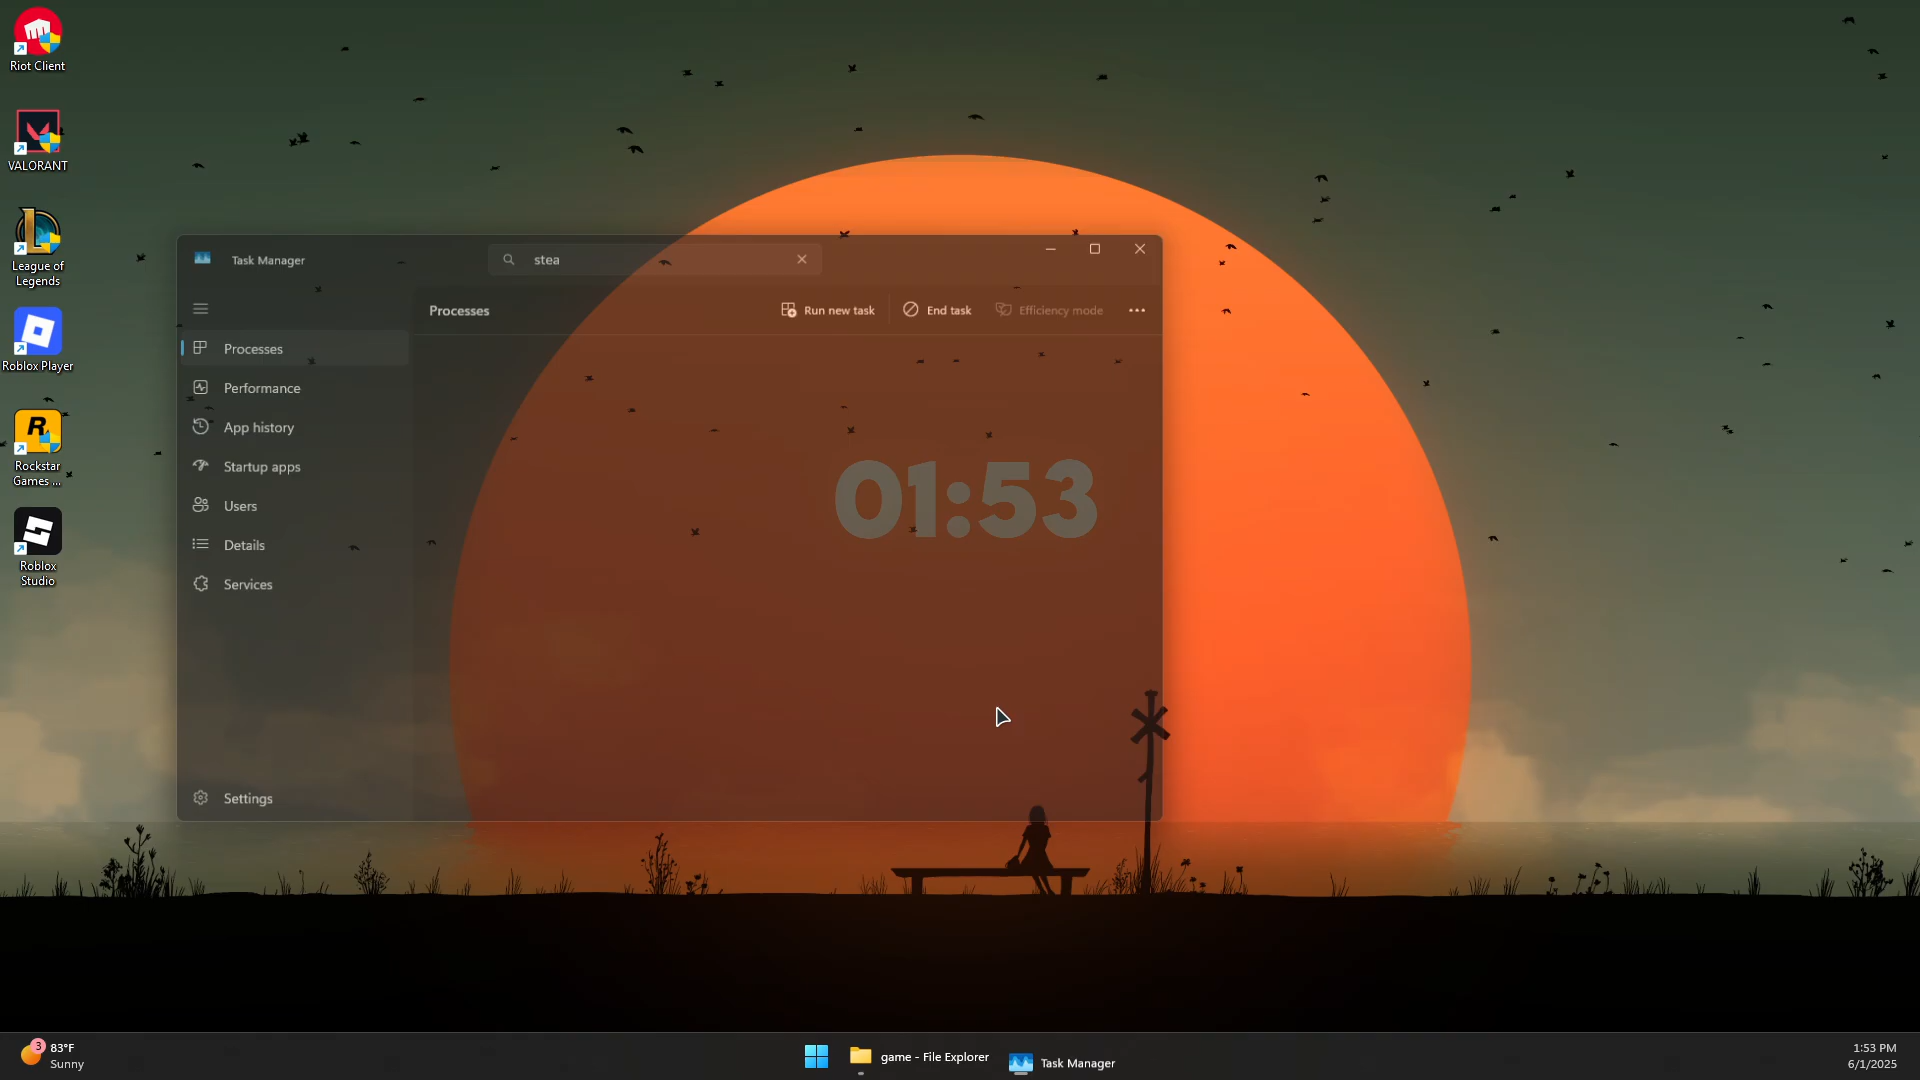 Riot Client
VALORANT
League of
Legends
Roblox Player
Rockstar
Games ...
Roblox
Studio
Task Manager
stea
Processes
Run new task
End task
Efficiency mode
Processes
Performance
App history
Startup apps
Users
Details
Services
Settings
01:53
3
83°F
Sunny
game - File Explorer
Task Manager
1:53 PM
6/1/2025